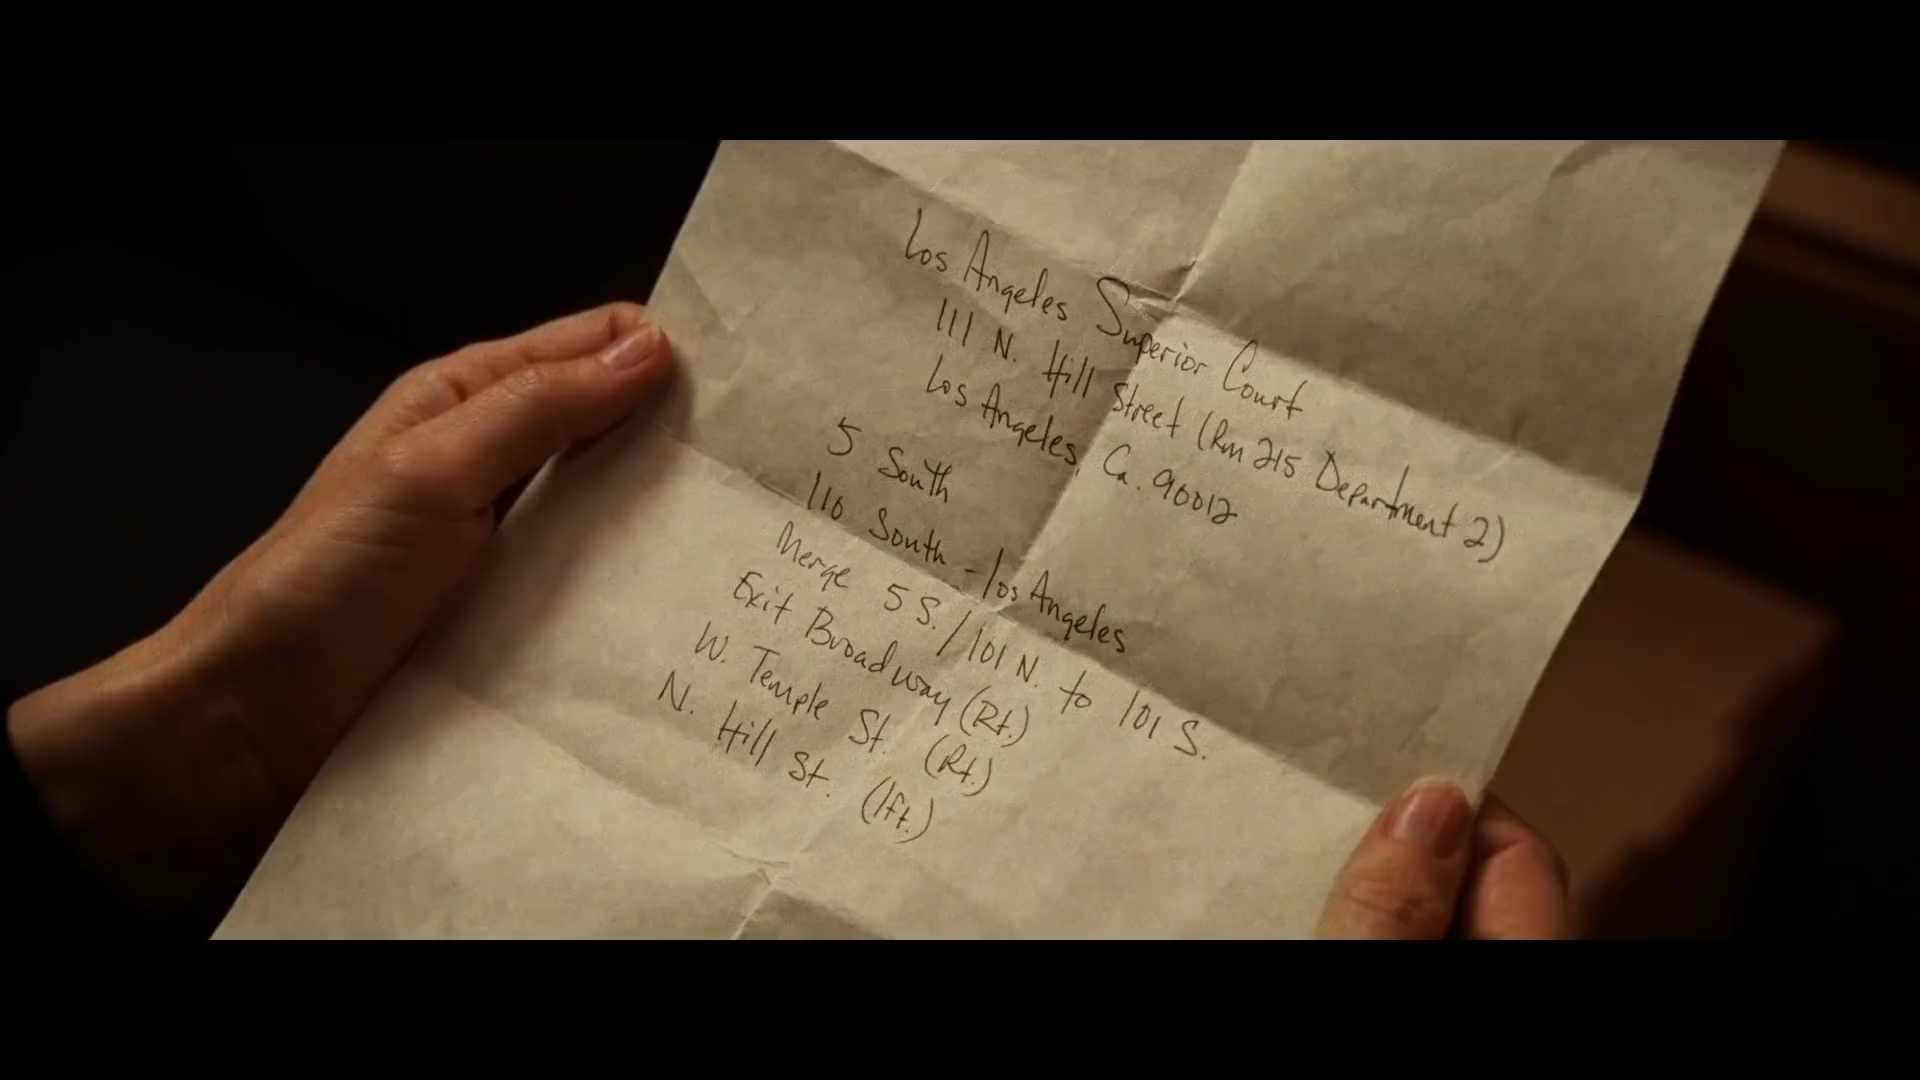 Los Angeles Superior Court
111 N. Hill Street (Rm 215 Department 2)
Los Angeles, Ca. 90012
5 South
110 South - Los Angeles
Merge 5 S. / 101 N. to 101 S.
Exit Broadway (Rt.)
W. Temple St. (Rt.)
N. Hill St. (lft.)